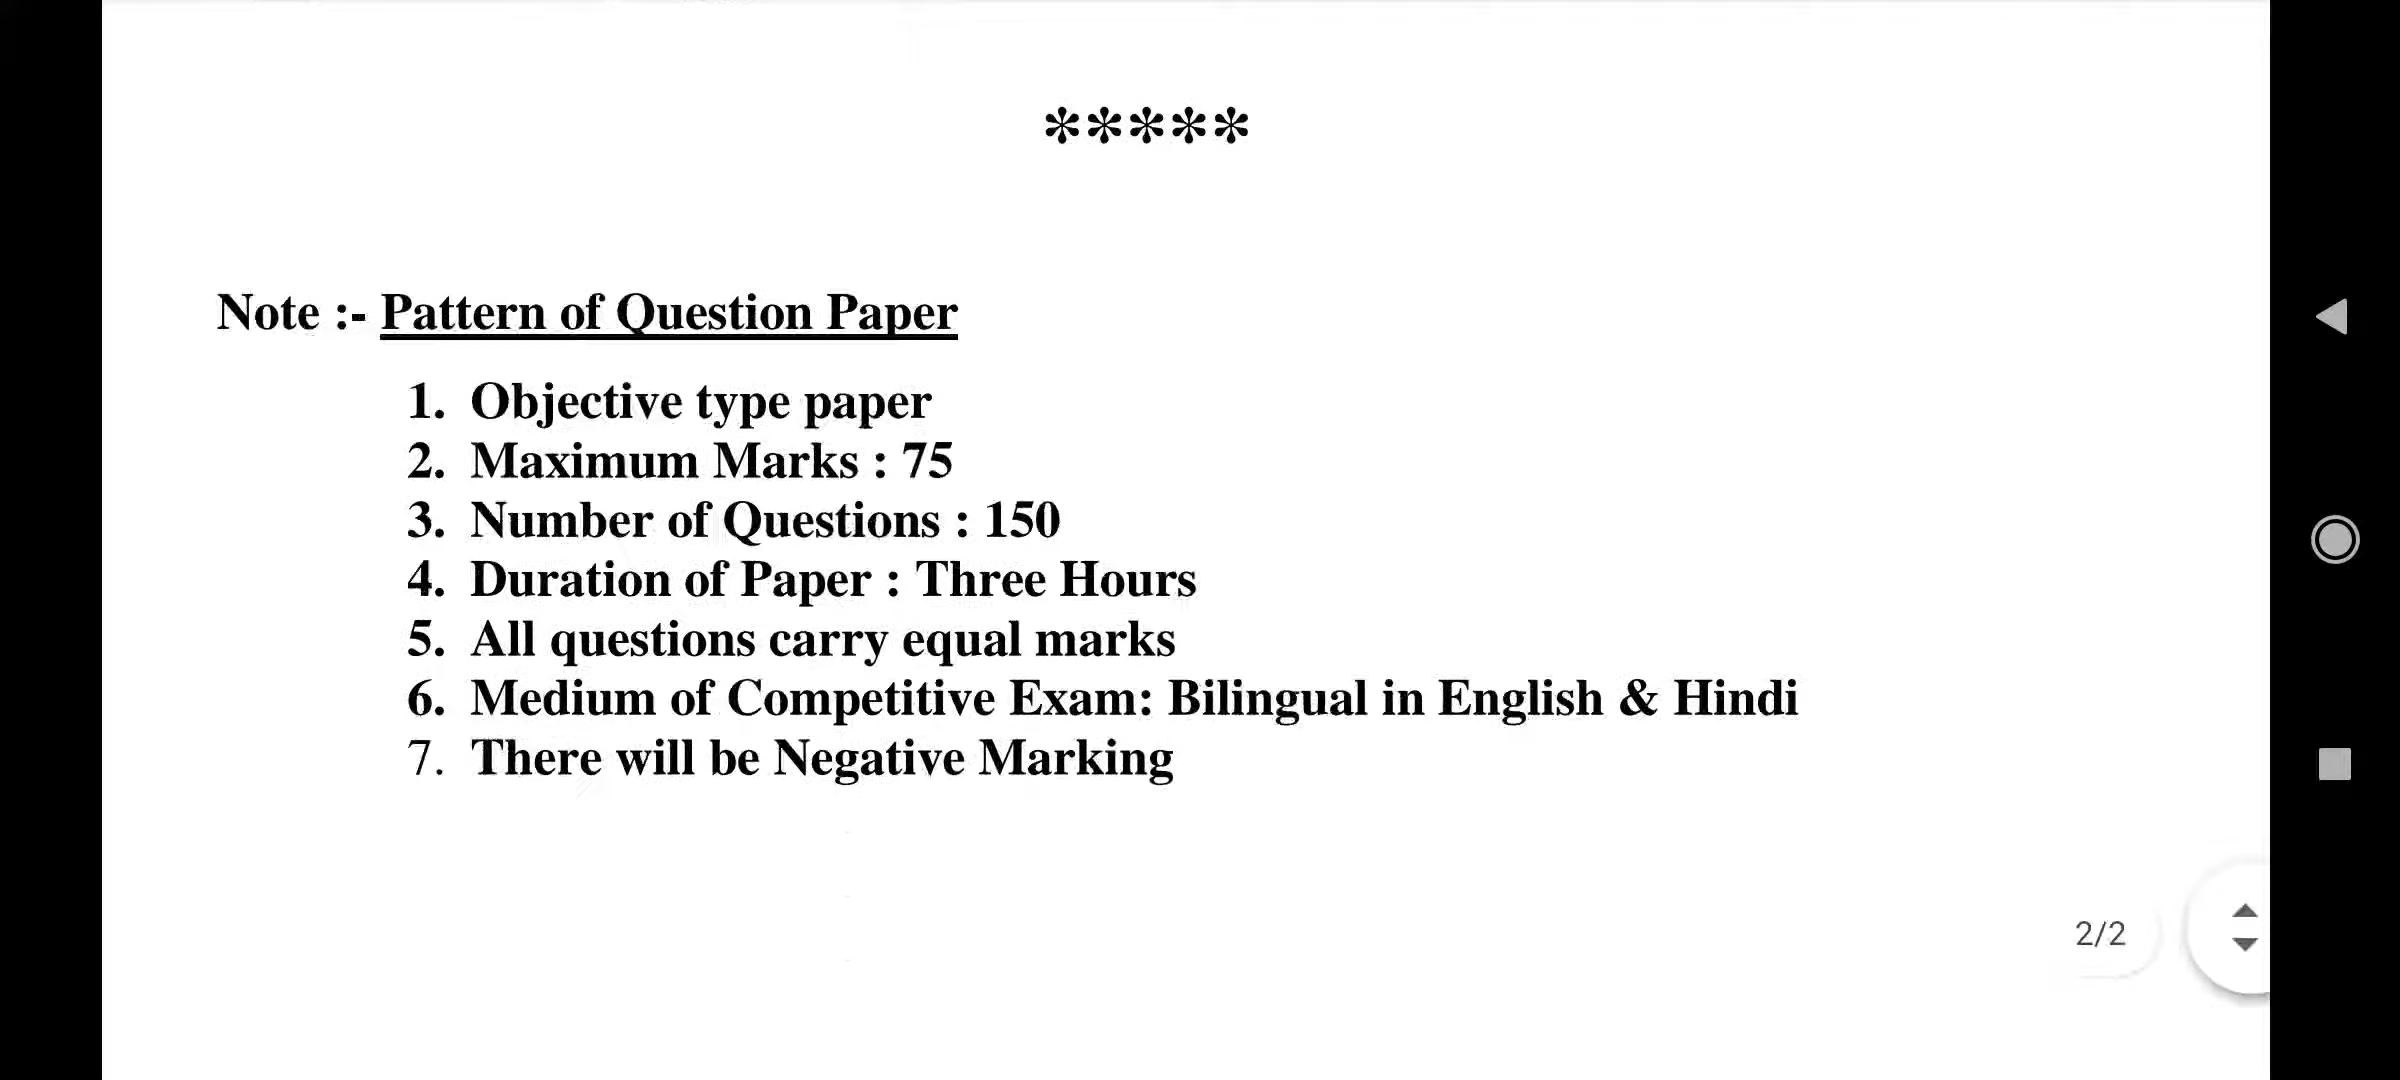 *****
Note :- Pattern of Question Paper
1. Objective type paper
2. Maximum Marks : 75
3. Number of Questions : 150
4. Duration of Paper : Three Hours
5. All questions carry equal marks
6. Medium of Competitive Exam: Bilingual in English & Hindi
7. There will be Negative Marking
2/2